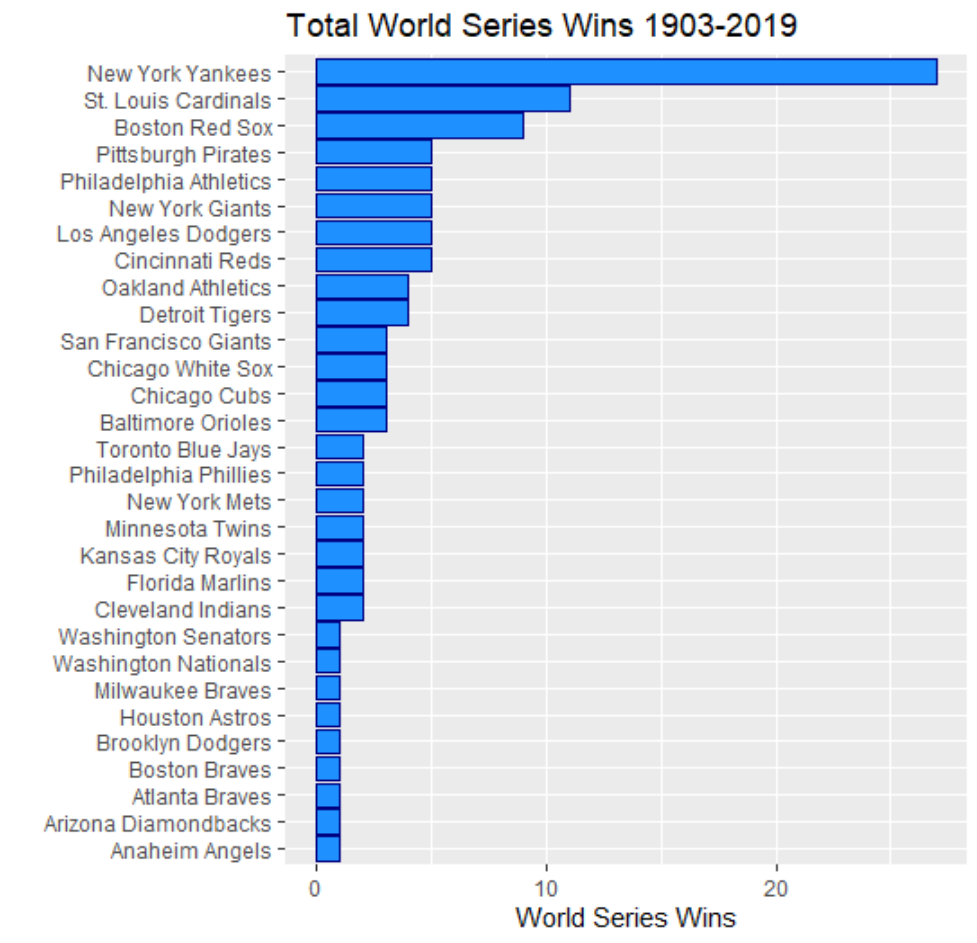 Total World Series Wins 1903-2019
New York Yankees
St. Louis Cardinals
Boston Red Sox
Pittsburgh Pirates
Philadelphia Athletics
New York Giants
Los Angeles Dodgers
Cincinnati Reds
Oakland Athletics
Detroit Tigers
San Francisco Giants
Chicago White Sox
Chicago Cubs
Baltimore Orioles
Toronto Blue Jays
Philadelphia Phillies
New York Mets
Minnesota Twins
Kansas City Royals
Florida Marlins
Cleveland Indians
Washington Senators
Washington Nationals
Milwaukee Braves
Houston Astros
Brooklyn Dodgers
Boston Braves
Atlanta Braves
Arizona Diamondbacks
Anaheim Angels
0 10 20
World Series Wins